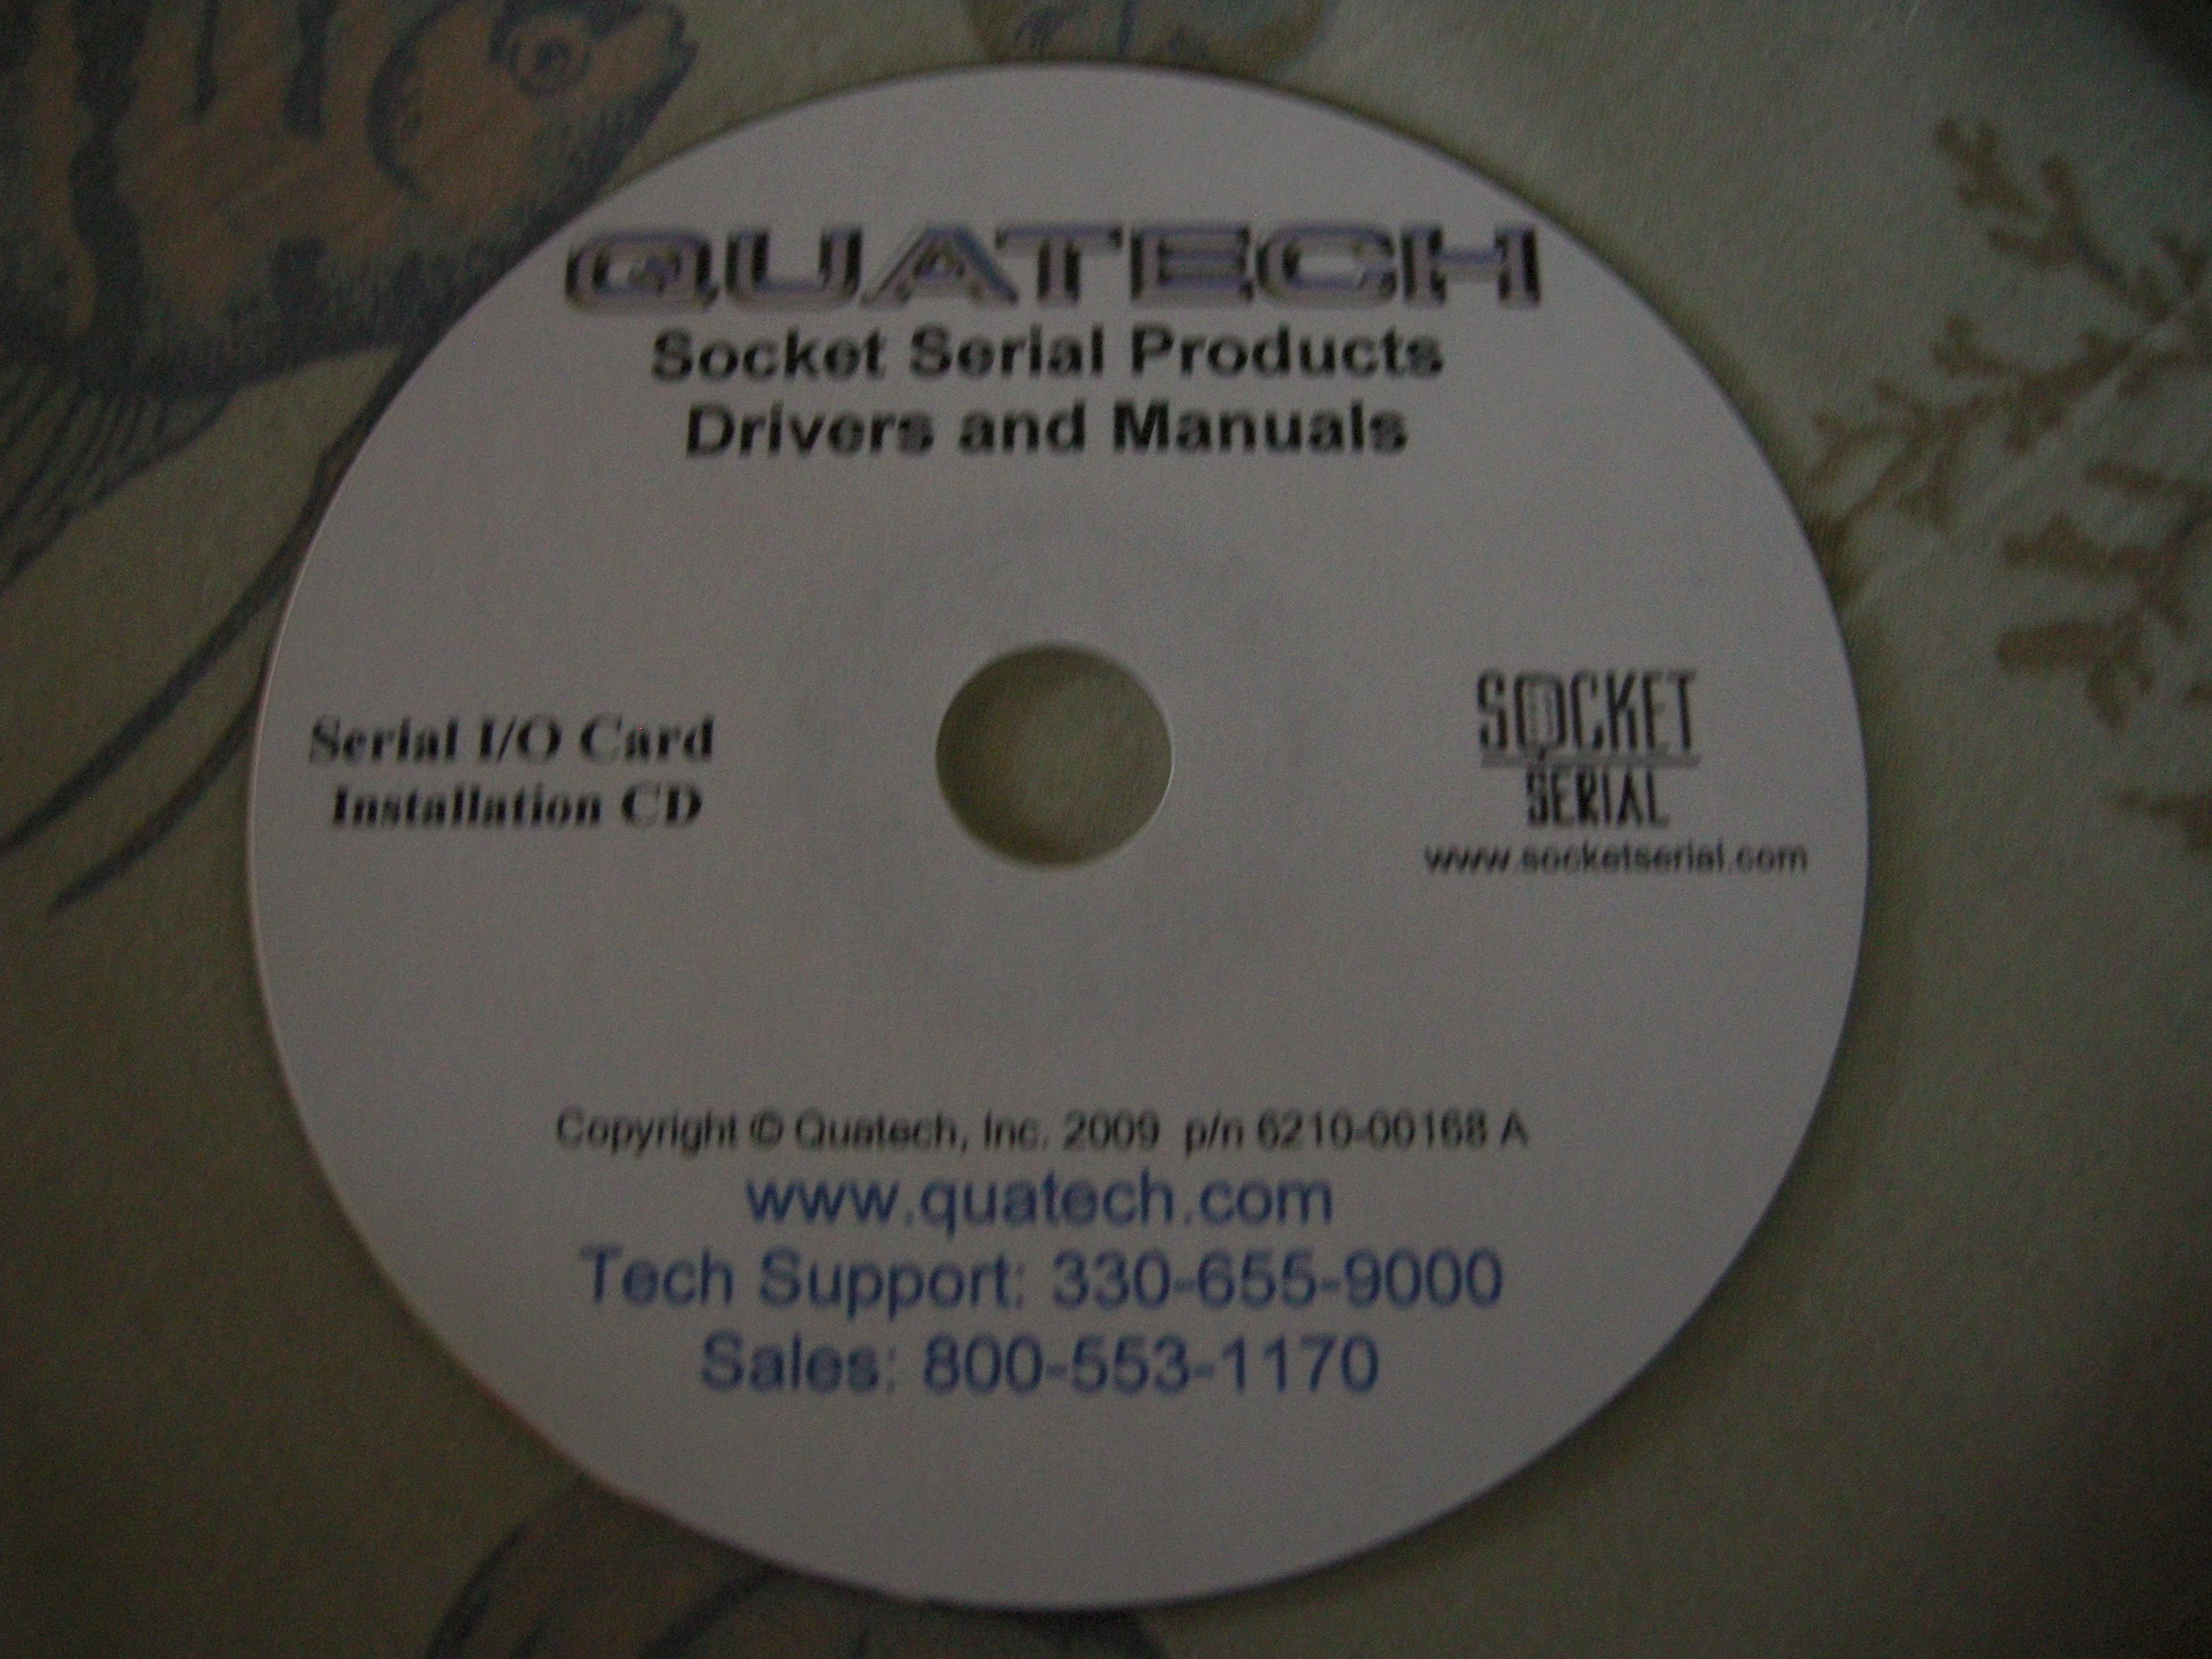 QUATECH
Socket Serial Products
Drivers and Manuals
Serial I/O Card
Installation CD
SOCKET
SERIAL
www.socketserial.com
Copyright © Quatech, Inc. 2009 p/n 6210-00168 A
www.quatech.com
Tech Support: 330-655-9000
Sales: 800-553-1170